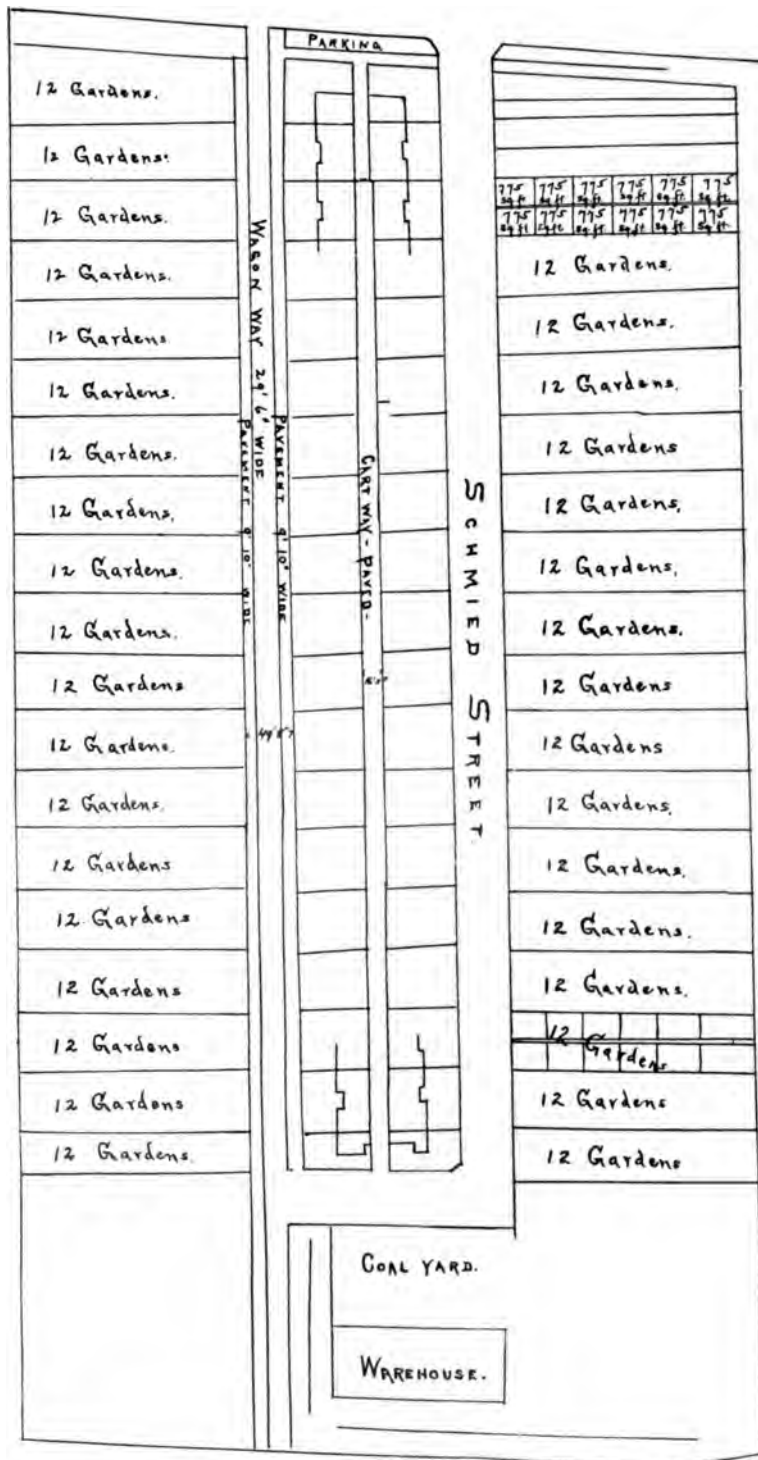 PARKING
12 Gardens.
12 Gardens.
12 Gardens.
12 Gardens.
12 Gardens
12 Gardens.
12 Gardens.
12 Gardens,
12 Gardens.
12 Gardens.
12 Gardens
12 Gardens.
12 Gardens.
12 Gardens
12 Gardens
12 Gardens
12 Gardens
12 Gardens
12 Gardens.
PAVEMENT 9' 10" WIDE
WAGON WAY 29' 6" WIDE
PAVEMENT 9' 10" WIDE
49' 2"
CART WAY - PAVED -
SCHMIED STREET.
775 775 775 775 775 775
sq ft sq ft sq ft sq ft sq ft sq ft
775 775 775 775 775 775
sq ft sq ft sq ft sq ft sq ft sq ft
12 Gardens.
12 Gardens.
12 Gardens.
12 Gardens
12 Gardens,
12 Gardens,
12 Gardens.
12 Gardens
12 Gardens
12 Gardens,
12 Gardens.
12 Gardens.
12 Gardens.
12
Gardens
12 Gardens
12 Gardens
COAL YARD.
WAREHOUSE.